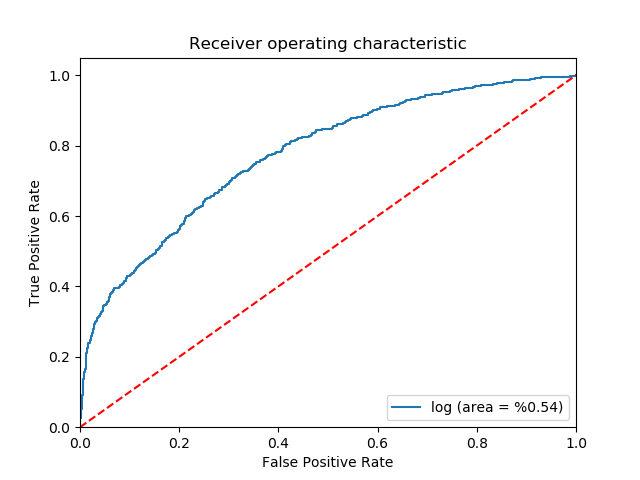 Receiver operating characteristic
True Positive Rate
1.0
0.8
0.6
0.4
0.2
0.0
log (area = %0.54)
0.0 0.2 0.4 0.6 0.8 1.0
False Positive Rate